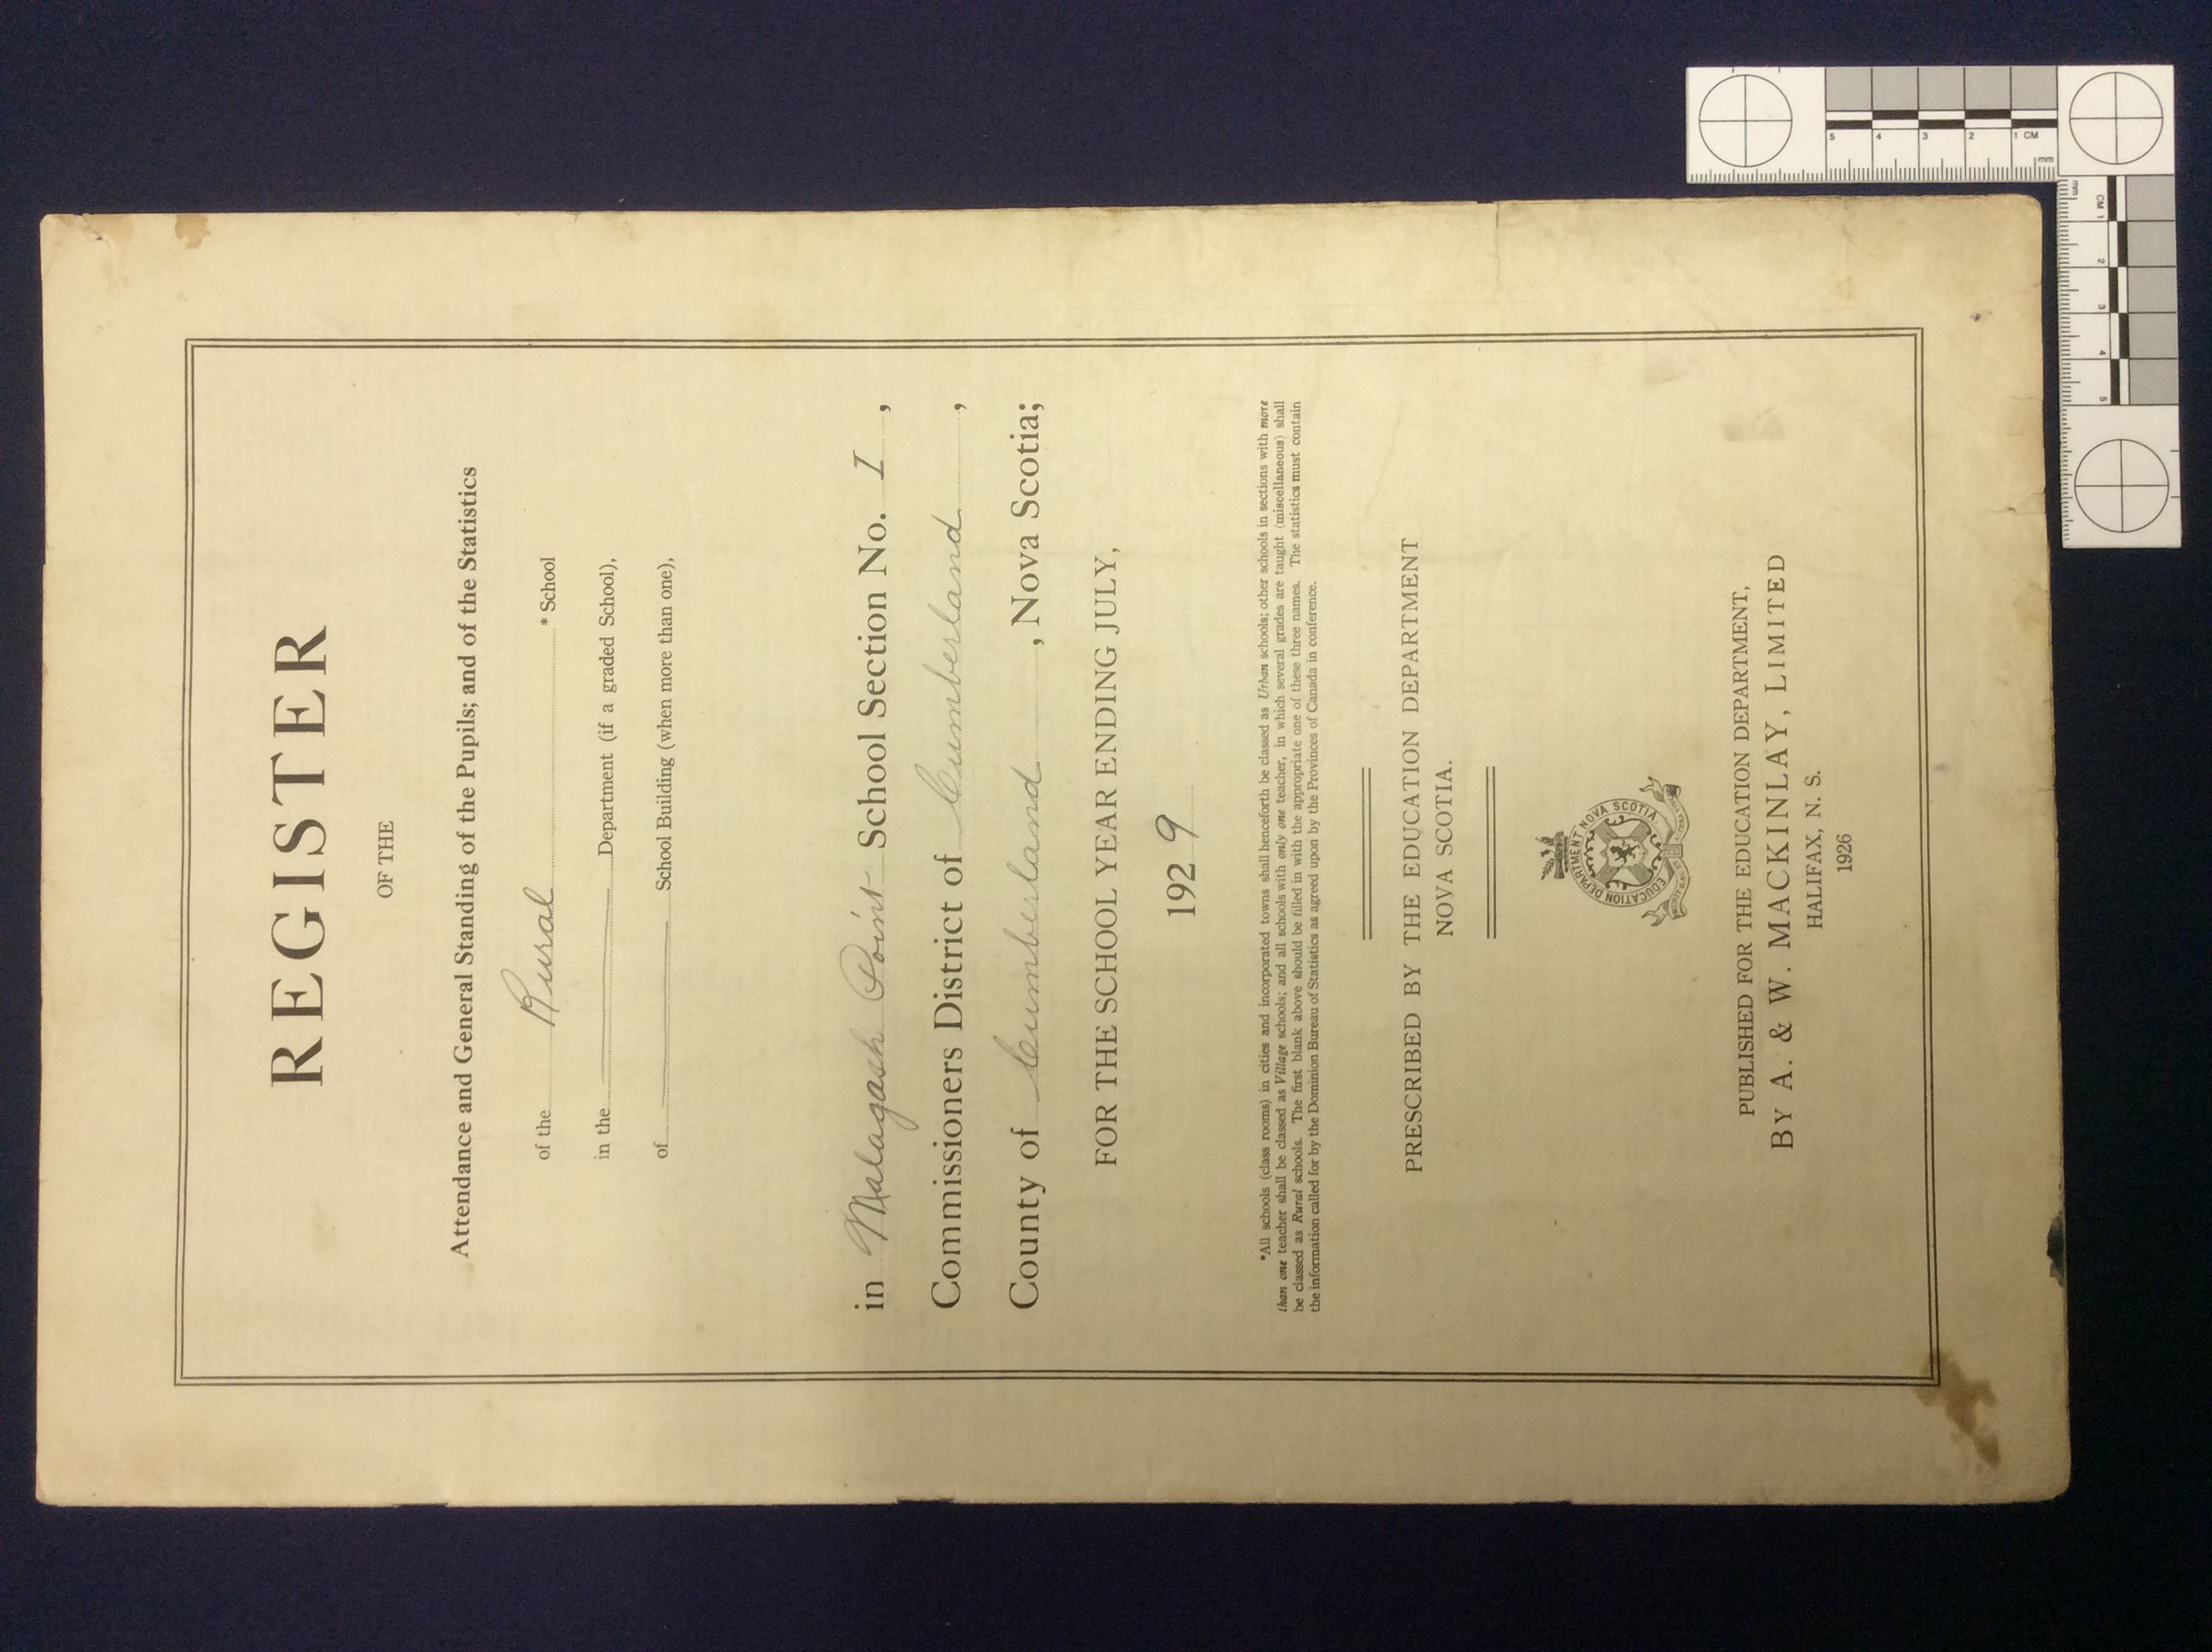 REGISTER
OF THE
Attendance and General Standing of the Pupils; and of the Statistics
of the Rural * School
in the Department (if a graded School),
of School Building (when more than one),
in Malagash Point School Section No. I,
Commissioners District of Cumberland,
County of Cumberland, Nova Scotia;
FOR THE SCHOOL YEAR ENDING JULY,
1929
*All schools (class rooms) in cities and incorporated towns shall henceforth be classed as Urban schools; other schools in sections with more
than one teacher shall be classed as Village schools; and all schools with only one teacher, in which several grades are taught (miscellaneous) shall
be classed as Rural schools. The first blank above should be filled in with the appropriate one of these three names. The statistics must contain
the information called for by the Dominion Bureau of Statistics as agreed upon by the Provinces of Canada in conference.
PRESCRIBED BY THE EDUCATION DEPARTMENT
NOVA SCOTIA.
EDUCATION DEPARTMENT NOVA SCOTIA
PUBLISHED FOR THE EDUCATION DEPARTMENT,
BY A. & W. MACKINLAY, LIMITED
HALIFAX, N. S.
1926
5 4 3 2 1 CM
mm
mm
CM 1 2 3 4 5